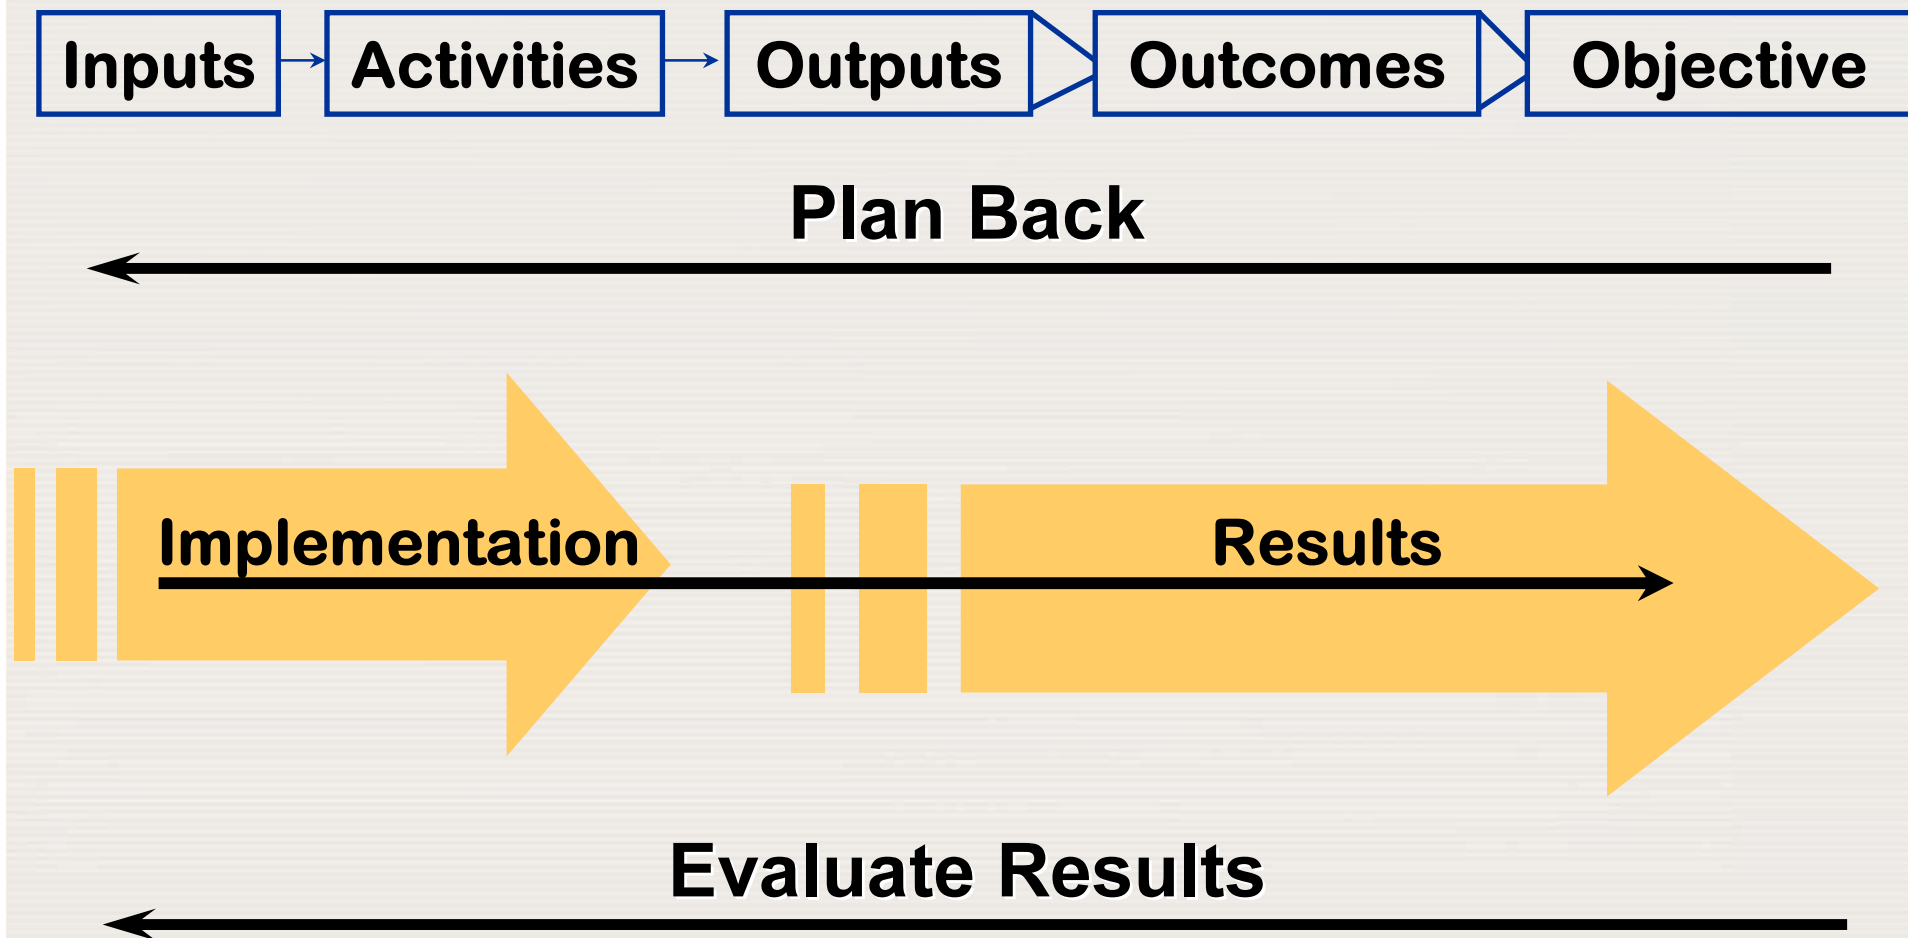 Inputs Activities Outputs Outcomes Objective
Plan Back
Implementation Results
Evaluate Results